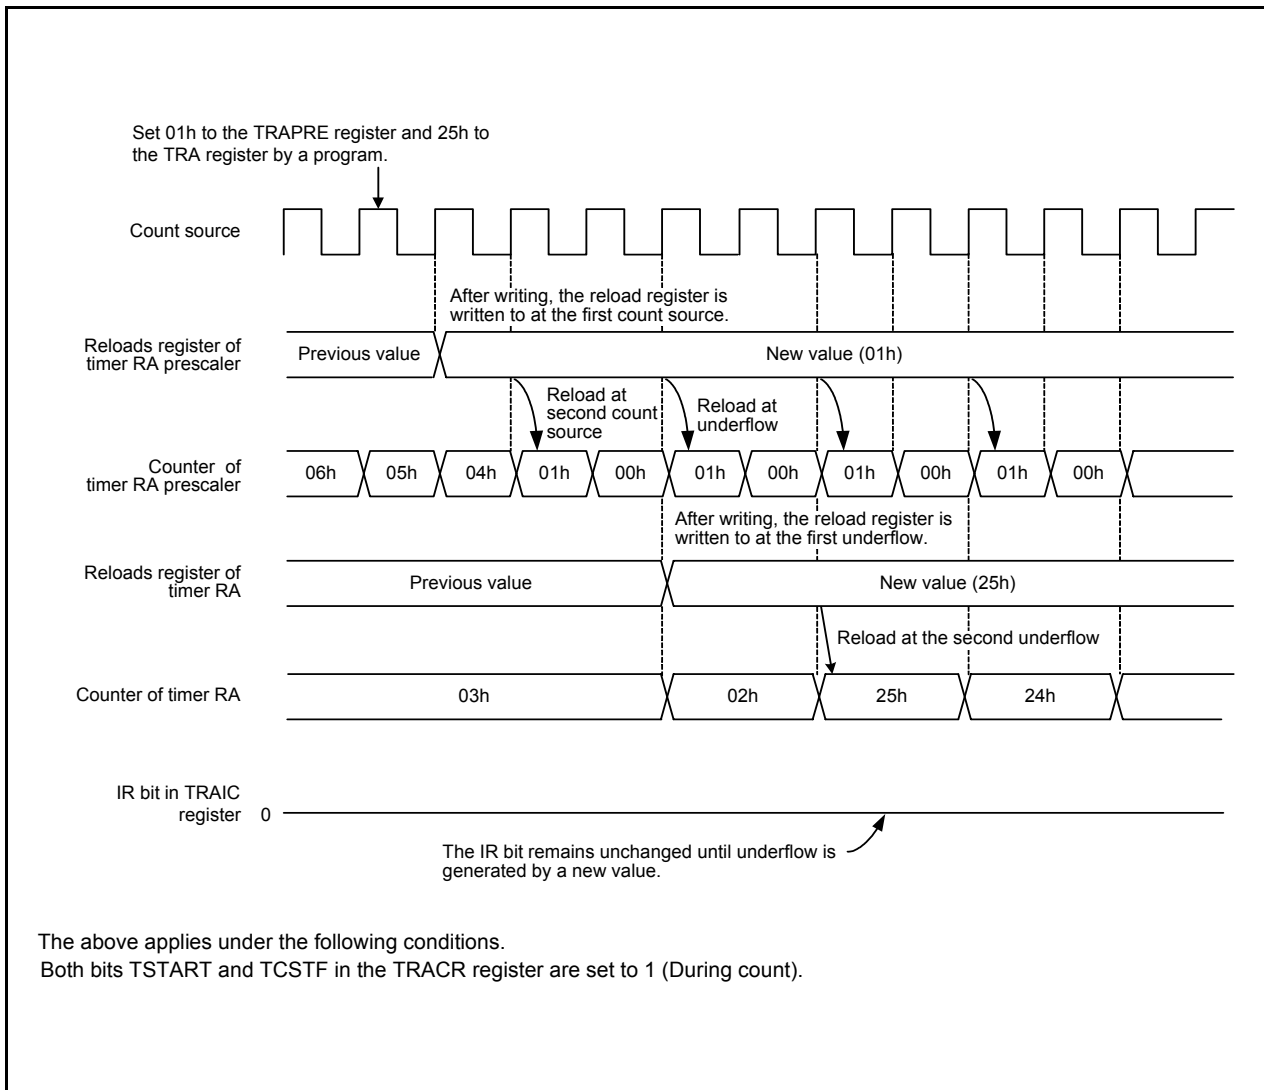 Set 01h to the TRAPRE register and 25h to
the TRA register by a program.
Count source
After writing, the reload register is
written to at the first count source.
Reloads register of
timer RA prescaler
Previous value
New value (01h)
Reload at
second count
source
Reload at
underflow
Counter of
timer RA prescaler
06h 05h 04h 01h 00h 01h 00h 01h 00h 01h 00h
After writing, the reload register is
written to at the first underflow.
Reloads register of
timer RA
Previous value
New value (25h)
Reload at the second underflow
Counter of timer RA
03h 02h 25h 24h
IR bit in TRAIC
register
0
The IR bit remains unchanged until underflow is
generated by a new value.
The above applies under the following conditions.
Both bits TSTART and TCSTF in the TRACR register are set to 1 (During count).